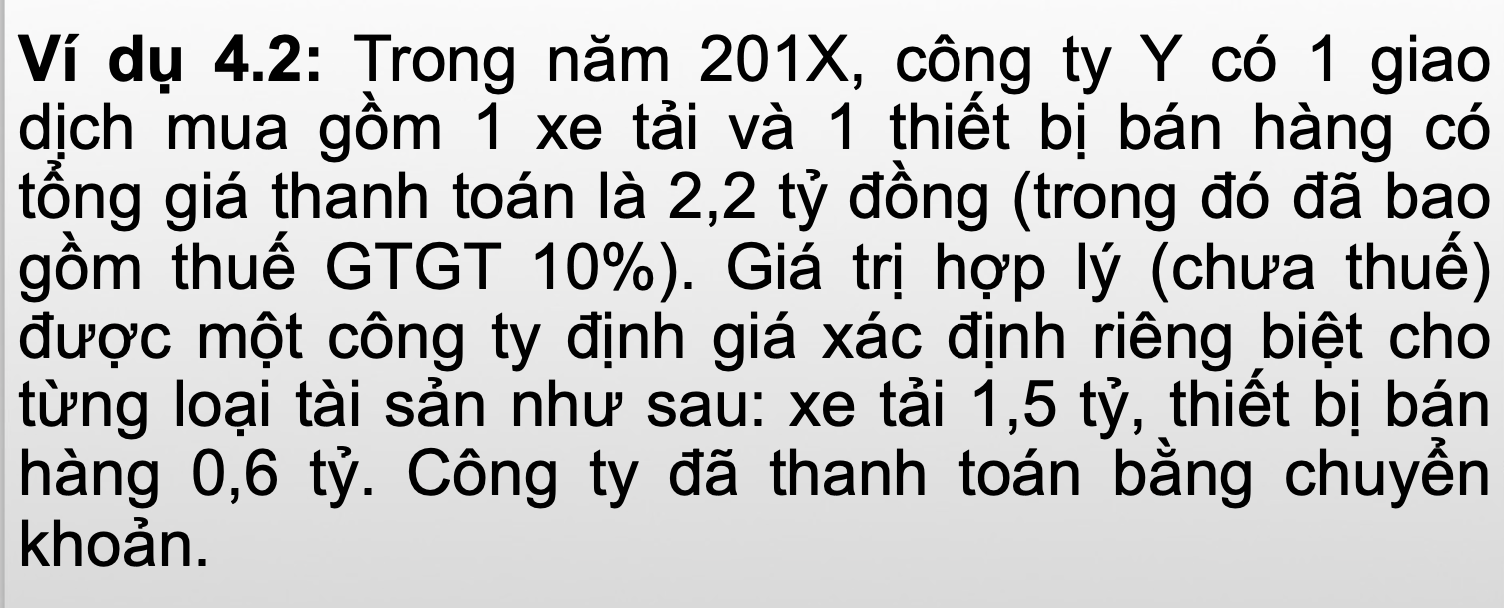 Ví dụ 4.2: Trong năm 201X, công ty Y có 1 giao
dịch mua gồm 1 xe tải và 1 thiết bị bán hàng có
tổng giá thanh toán là 2,2 tỷ đồng (trong đó đã bao
gồm thuế GTGT 10%). Giá trị hợp lý (chưa thuế)
được một công ty định giá xác định riêng biệt cho
từng loại tài sản như sau: xe tải 1,5 tỷ, thiết bị bán
hàng 0,6 tỷ. Công ty đã thanh toán bằng chuyển
khoản.